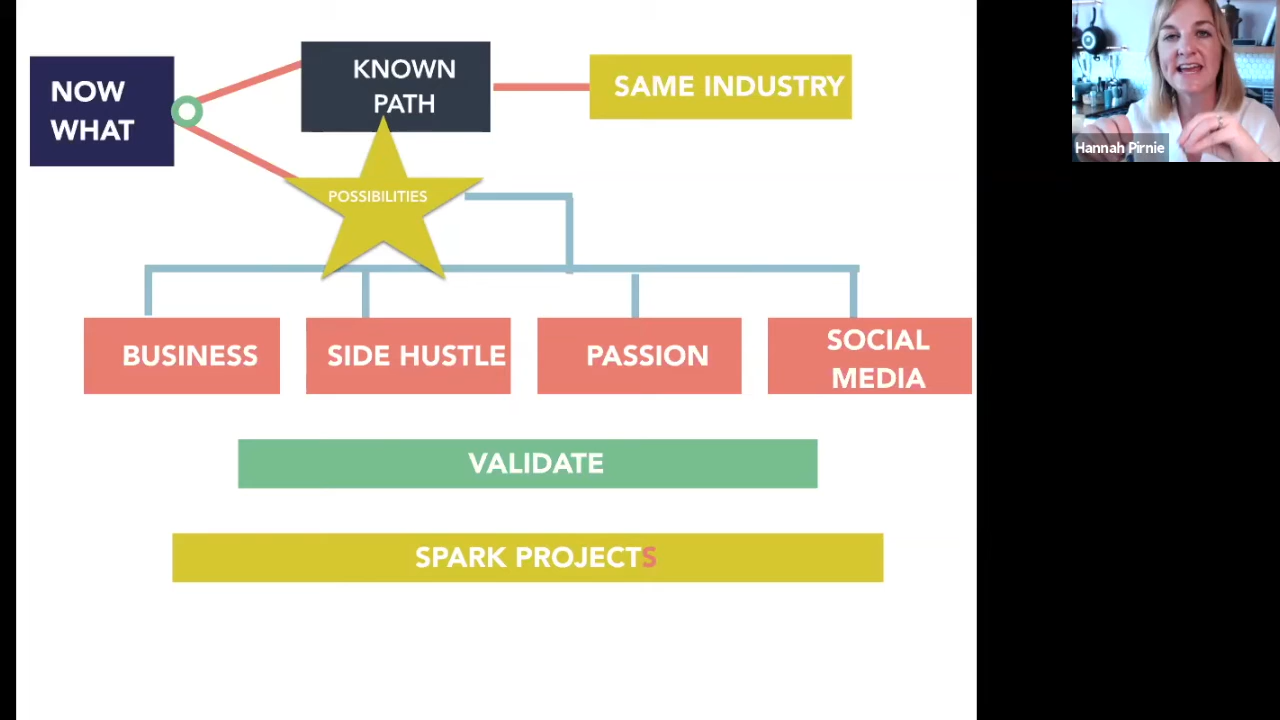 NOW
WHAT
KNOWN
PATH
SAME INDUSTRY
Hannah Pirnie
POSSIBILITIES
BUSINESS
SIDE HUSTLE
PASSION
SOCIAL
MEDIA
VALIDATE
SPARK PROJECTS